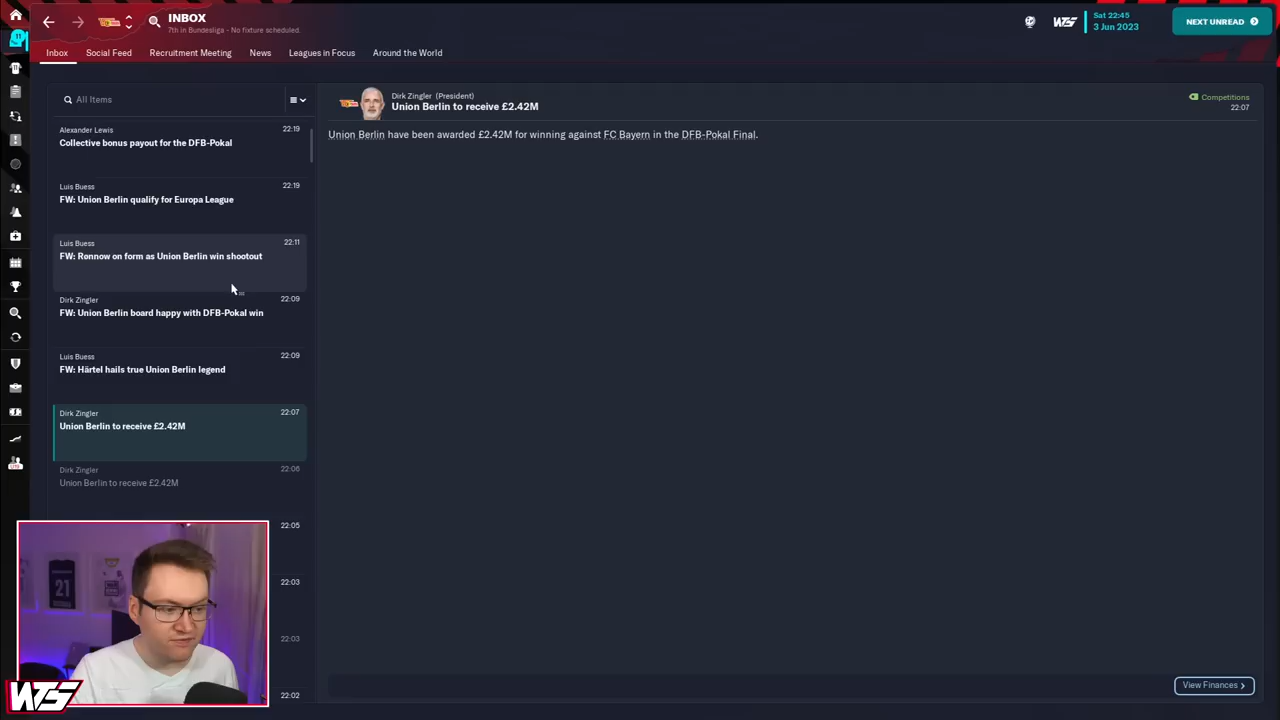 INBOX
7th in Bundesliga - No fixture scheduled.
WTS
Sat 22:45
3 Jun 2023
NEXT UNREAD
Inbox
Social Feed
Recruitment Meeting
News
Leagues in Focus
Around the World
All Items
Alexander Lewis
22:19
Collective bonus payout for the DFB-Pokal
Luis Buess
22:19
FW: Union Berlin qualify for Europa League
Luis Buess
22:11
FW: Rønnow on form as Union Berlin win shootout
Dirk Zingler
22:09
FW: Union Berlin board happy with DFB-Pokal win
Luis Buess
22:09
FW: Härtel hails true Union Berlin legend
Dirk Zingler
22:07
Union Berlin to receive £2.42M
Dirk Zingler
22:06
Union Berlin to receive £2.42M
22:05
22:03
22:03
22:02
Dirk Zingler (President)
Union Berlin to receive £2.42M
Competitions
22:07
Union Berlin have been awarded £2.42M for winning against FC Bayern in the DFB-Pokal Final.
View Finances
21
WTS